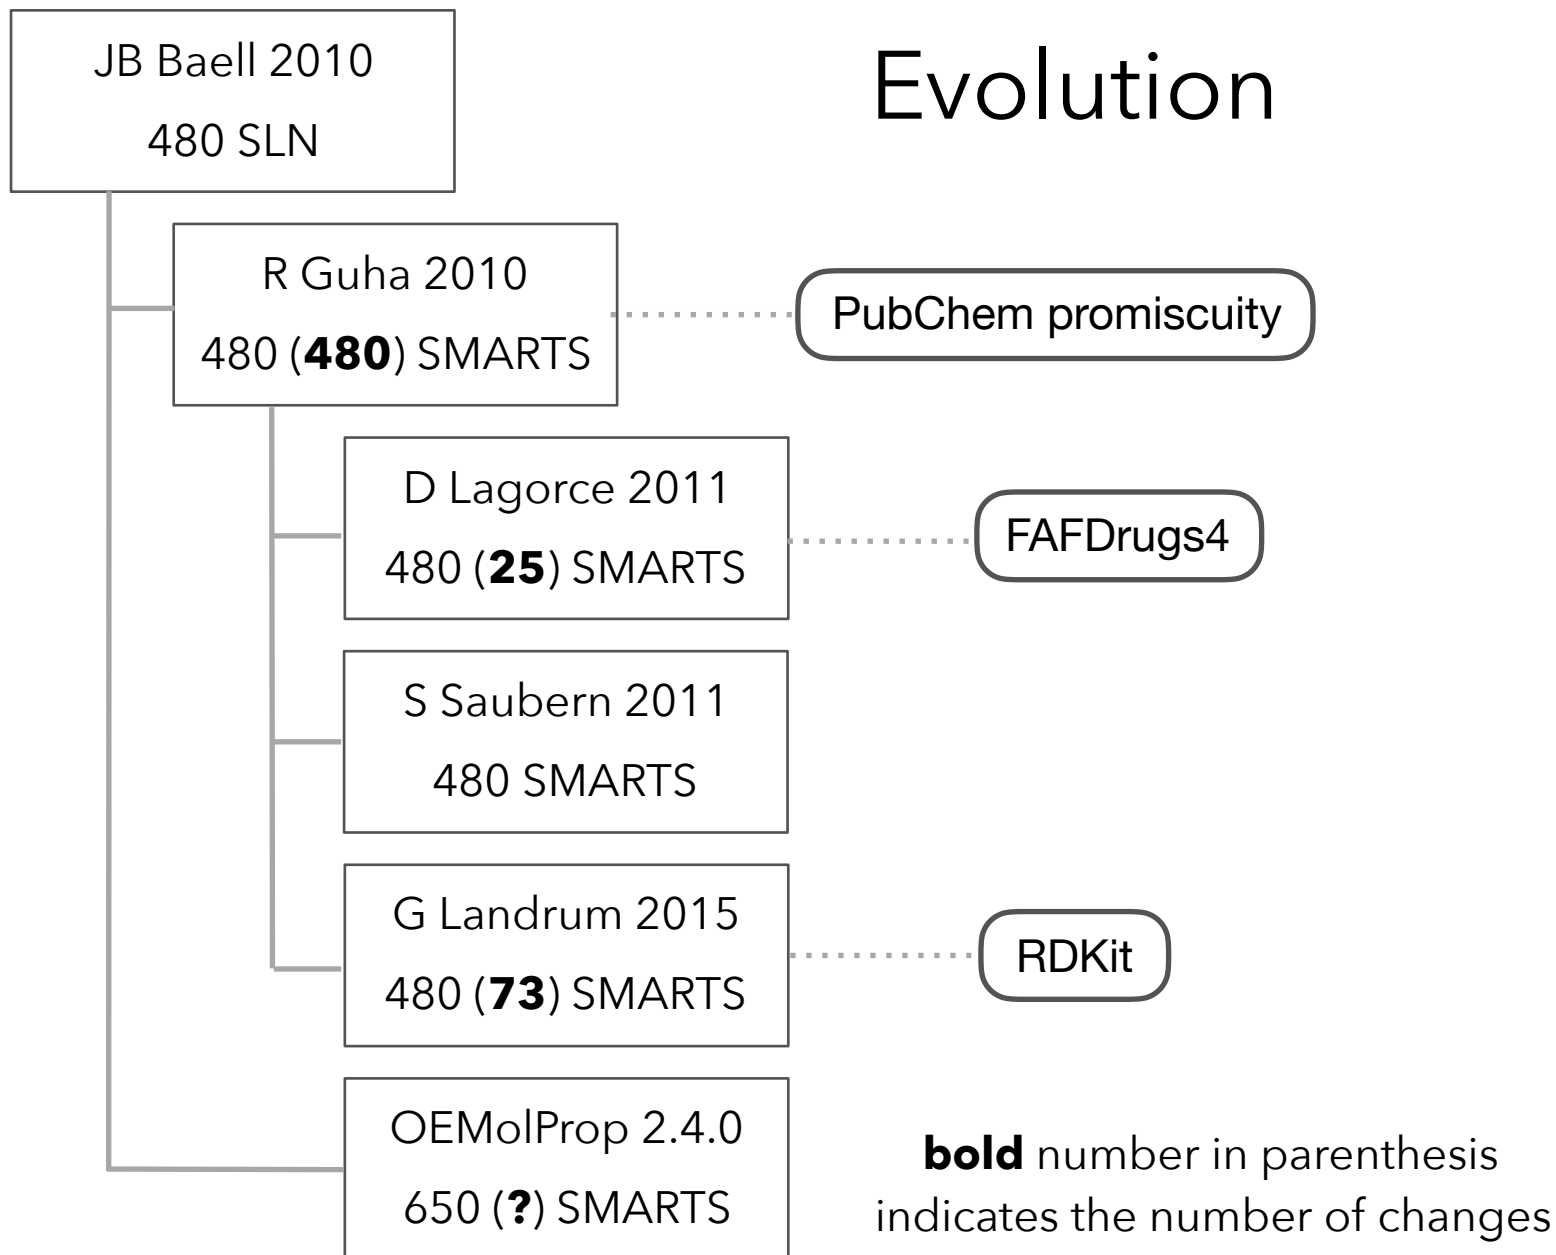 Evolution
JB Baell 2010
480 SLN
R Guha 2010
480 (480) SMARTS
PubChem promiscuity
D Lagorce 2011
480 (25) SMARTS
FAFDrugs4
S Saubern 2011
480 SMARTS
G Landrum 2015
480 (73) SMARTS
RDKit
OEMolProp 2.4.0
650 (?) SMARTS
bold number in parenthesis
indicates the number of changes